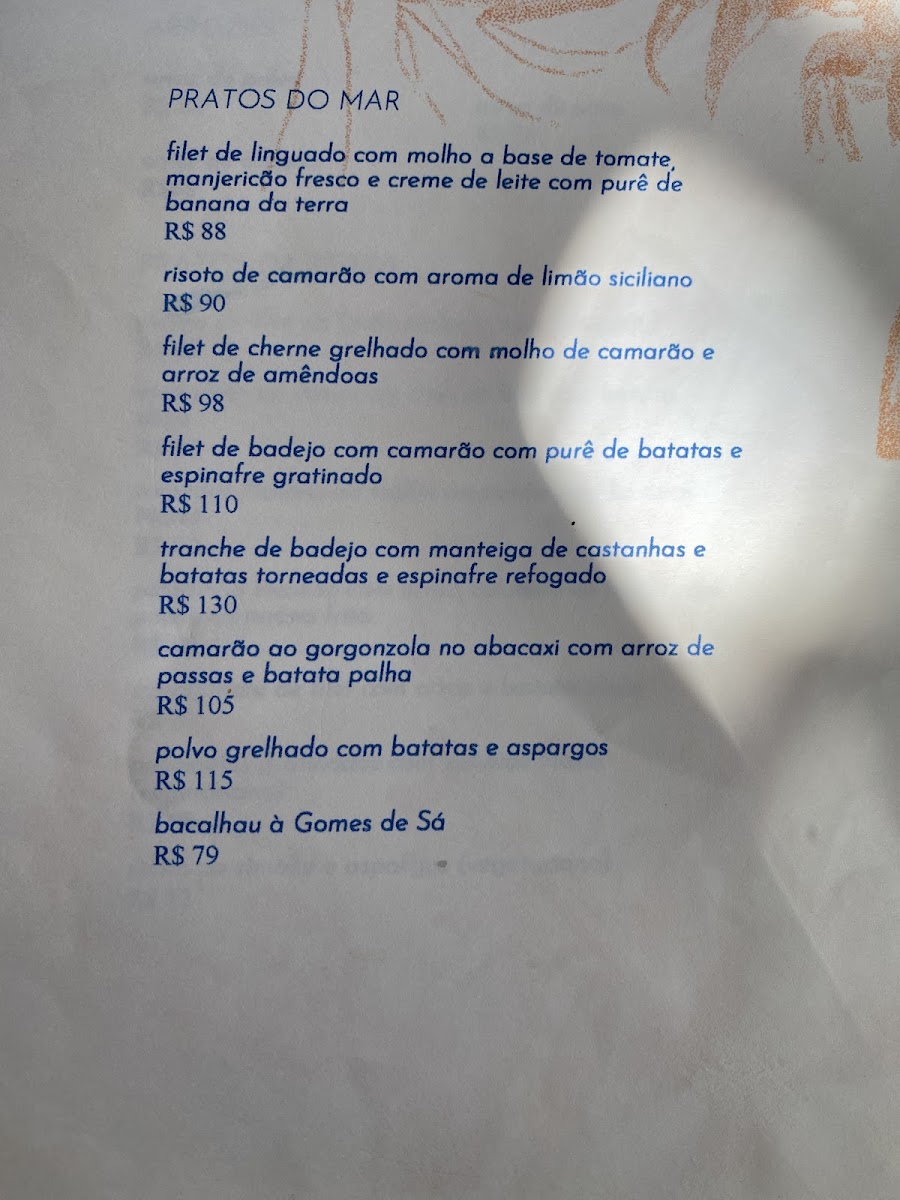 PRATOS DO MAR
filet de linguado com molho a base de tomate,
manjericão fresco e creme de leite com purê de
banana da terra
R$ 88
risoto de camarão com aroma de limão siciliano
R$ 90
filet de cherne grelhado com molho de camarão e
arroz de amêndoas
R$ 98
filet de badejo com camarão com purê de batatas e
espinafre gratinado
R$ 110
tranche de badejo com manteiga de castanhas e
batatas torneadas e espinafre refogado
R$ 130
camarão ao gorgonzola no abacaxi com arroz de
passas e batata palha
R$ 105
polvo grelhado com batatas e aspargos
R$ 115
bacalhau à Gomes de Sá
R$ 79